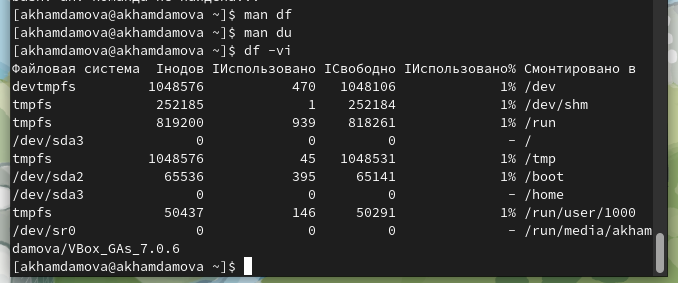 [akhamdamova@akhamdamova ~]$ man df
[akhamdamova@akhamdamova ~]$ man du
[akhamdamova@akhamdamova ~]$ df -vi
Файловая система   Iнодов IИспользовано IСвободно IИспользовано% Смонтировано в
devtmpfs          1048576           470   1048106             1% /dev
tmpfs              252185             1    252184             1% /dev/shm
tmpfs              819200           939    818261             1% /run
/dev/sda3               0             0         0              - /
tmpfs             1048576            45   1048531             1% /tmp
/dev/sda2           65536           395     65141             1% /boot
/dev/sda3               0             0         0              - /home
tmpfs               50437           146     50291             1% /run/user/1000
/dev/sr0                0             0         0              - /run/media/akham
damova/VBox_GAs_7.0.6
[akhamdamova@akhamdamova ~]$